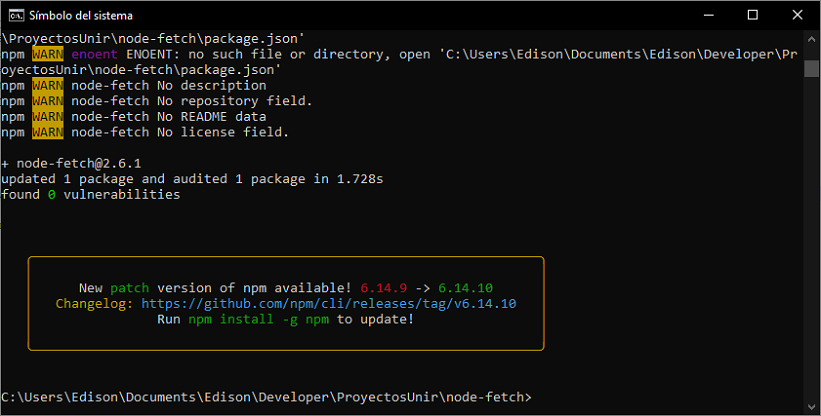 Símbolo del sistema
\ProyectosUnir\node-fetch\package.json'
npm WARN enoent ENOENT: no such file or directory, open 'C:\Users\Edison\Documents\Edison\Developer\Pr
oyectosUnir\node-fetch\package.json'
npm WARN node-fetch No description
npm WARN node-fetch No repository field.
npm WARN node-fetch No README data
npm WARN node-fetch No license field.
+ node-fetch@2.6.1
updated 1 package and audited 1 package in 1.728s
found 0 vulnerabilities
New patch version of npm available! 6.14.9 -> 6.14.10
Changelog: https://github.com/npm/cli/releases/tag/v6.14.10
Run npm install -g npm to update!
C:\Users\Edison\Documents\Edison\Developer\ProyectosUnir\node-fetch>